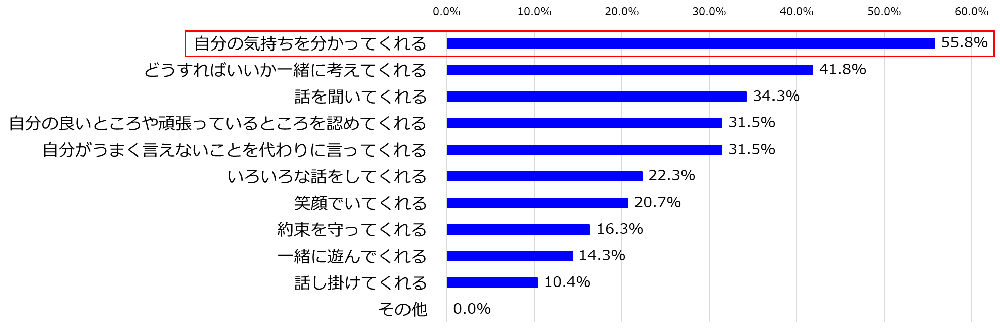 0.0% 10.0% 20.0% 30.0% 40.0% 50.0% 60.0%
自分の気持ちを分かってくれる 55.8%
どうすればいいか一緒に考えてくれる 41.8%
話を聞いてくれる 34.3%
自分の良いところや頑張っているところを認めてくれる 31.5%
自分がうまく言えないことを代わりに言ってくれる 31.5%
いろいろな話をしてくれる 22.3%
笑顔でいてくれる 20.7%
約束を守ってくれる 16.3%
一緒に遊んでくれる 14.3%
話し掛けてくれる 10.4%
その他 0.0%